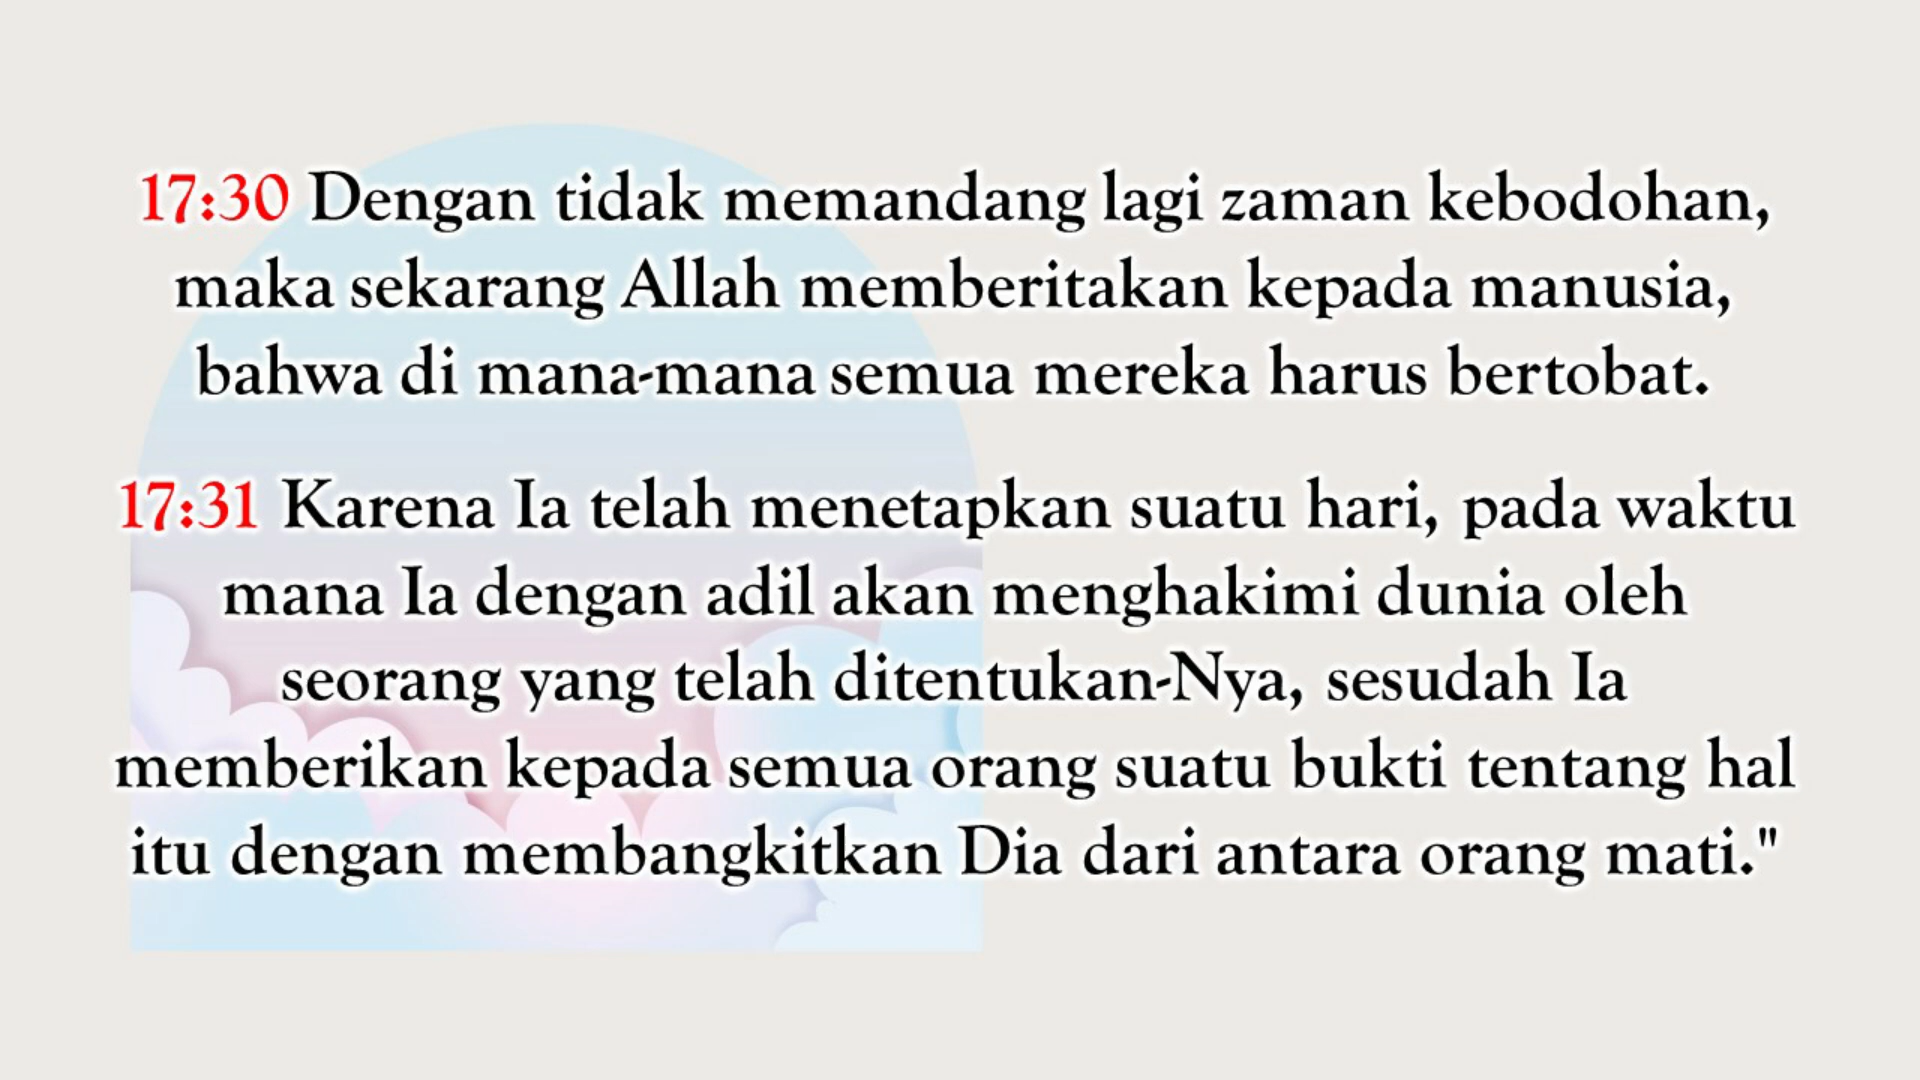 17:30 Dengan tidak memandang lagi zaman kebodohan,
maka sekarang Allah memberitakan kepada manusia,
bahwa di mana-mana semua mereka harus bertobat.
17:31 Karena Ia telah menetapkan suatu hari, pada waktu
mana Ia dengan adil akan menghakimi dunia oleh
seorang yang telah ditentukan-Nya, sesudah Ia
memberikan kepada semua orang suatu bukti tentang hal
itu dengan membangkitkan Dia dari antara orang mati."